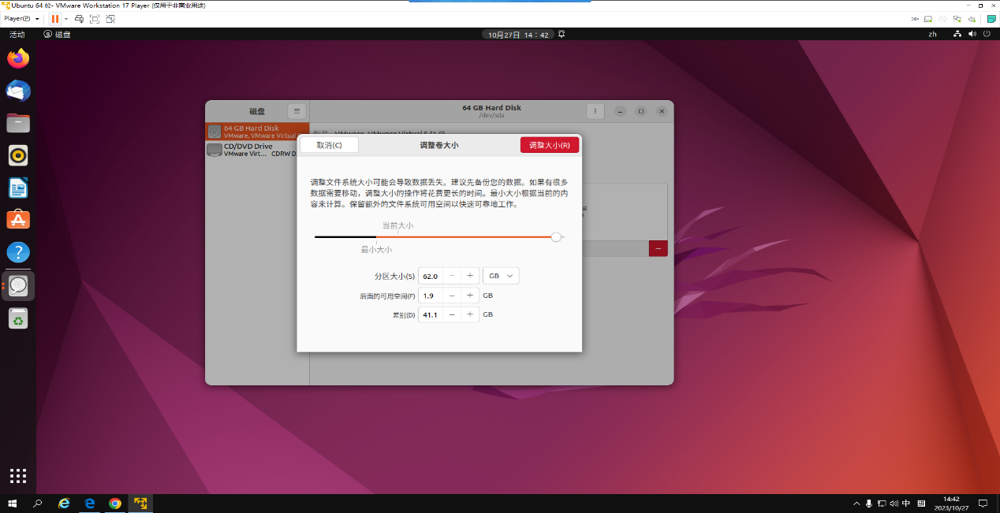 Ubuntu 64 位- VMware Workstation 17 Player (仅用于非商业用途)
Player(P)
活动 磁盘 10月27日 14：42 zh
磁盘 64 GB Hard Disk
/dev/sda
64 GB Hard Disk
VMware, VMware Virtual
CD/DVD Drive
VMware Virt... CDRW D
型号 VMware, VMware Virtual S (1.0)
取消(C) 调整卷大小 调整大小(R)
调整文件系统大小可能会导致数据丢失。建议先备份您的数据。如果有很多
数据需要移动，调整大小的操作将花费更长的时间。最小大小根据当前的内
容来计算。保留额外的文件系统可用空间以快速可靠地工作。
当前大小
最小大小
分区大小(S) 62.0 − + GB
后面的可用空间(F) 1.9 − + GB
差别(D) 41.1 − + GB
中
14:42
2023/10/27